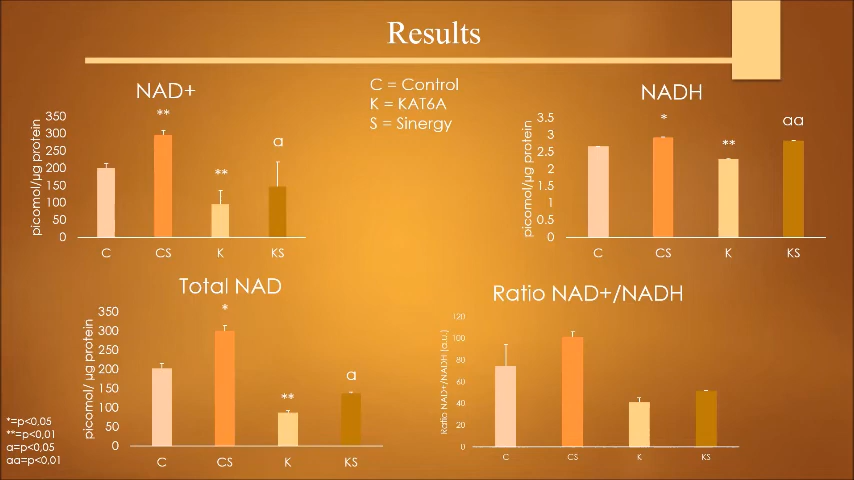 Results
C = Control
K = KAT6A
S = Sinergy
NAD+
picomol/µg protein
350
300
250
200
150
100
50
0
**
**
a
C CS K KS
NADH
picomol/µg protein
3.5
3
2.5
2
1.5
1
0.5
0
*
**
aa
C CS K KS
Total NAD
picomol/ µg protein
350
300
250
200
150
100
50
0
*
**
a
C CS K KS
Ratio NAD+/NADH
Ratio NAD+/NADH (a.u.)
120
100
80
60
40
20
0
C CS K KS
*=p<0,05
**=p<0,01
a=p<0,05
aa=p<0,01